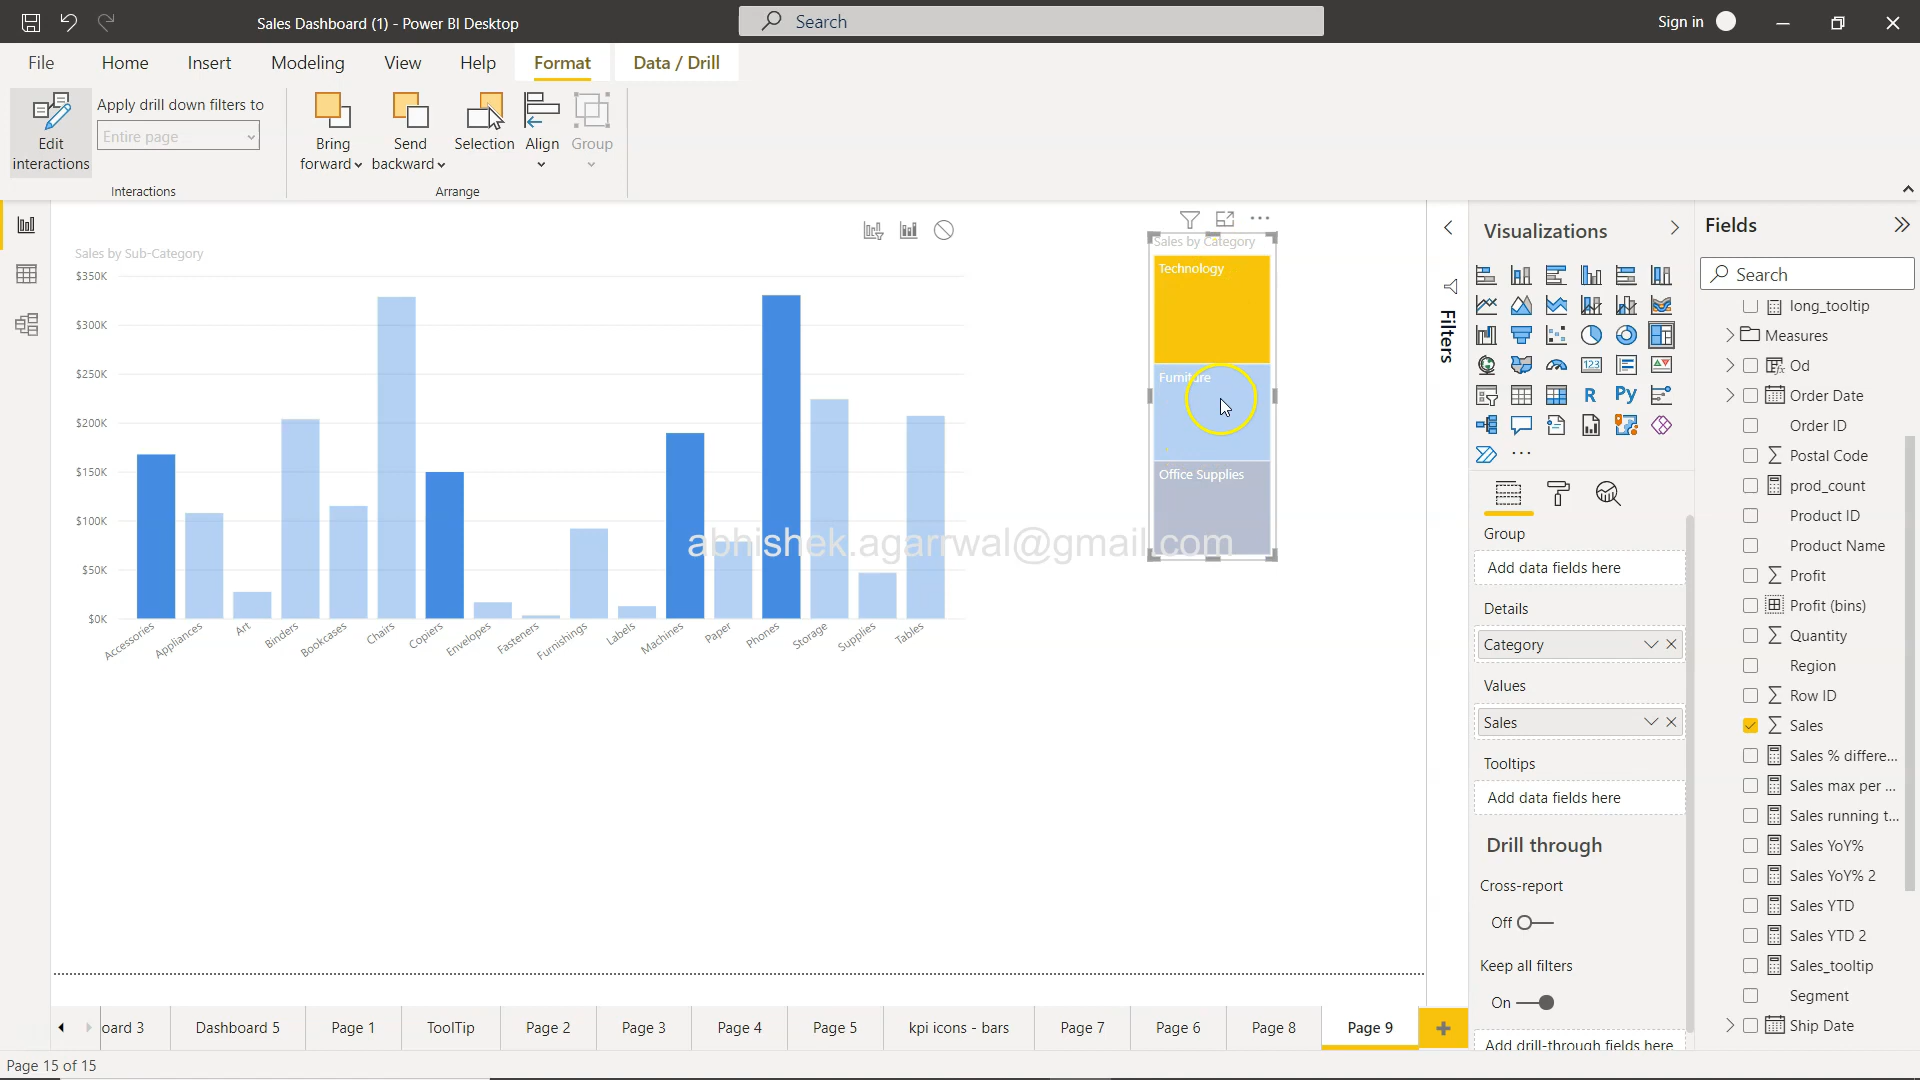 Sales Dashboard (1) - Power BI Desktop
Search
Sign in
File
Home
Insert
Modeling
View
Help
Format
Data / Drill
Edit
interactions
Apply drill down filters to
Entire page
Interactions
Bring
forward
Send
backward
Selection
Align
Group
Arrange
Sales by Sub-Category
$350K
$300K
$250K
$200K
$150K
$100K
$50K
$0K
Accessories
Appliances
Art
Binders
Bookcases
Chairs
Copiers
Envelopes
Fasteners
Furnishings
Labels
Machines
Paper
Phones
Storage
Supplies
Tables
Sales by Category
Technology
Furniture
Office Supplies
abhishek.agarrwal@gmail.com
Filters
Visualizations
R
Py
123
Group
Add data fields here
Details
Category
Values
Sales
Tooltips
Add data fields here
Drill through
Cross-report
Off
Keep all filters
On
Add drill-through fields here
Fields
Search
long_tooltip
Measures
Od
Order Date
Order ID
Postal Code
prod_count
Product ID
Product Name
Profit
Profit (bins)
Quantity
Region
Row ID
Sales
Sales % differe...
Sales max per ...
Sales running t...
Sales YoY%
Sales YoY% 2
Sales YTD
Sales YTD 2
Sales_tooltip
Segment
Ship Date
oard 3
Dashboard 5
Page 1
ToolTip
Page 2
Page 3
Page 4
Page 5
kpi icons - bars
Page 7
Page 6
Page 8
Page 9
Page 15 of 15